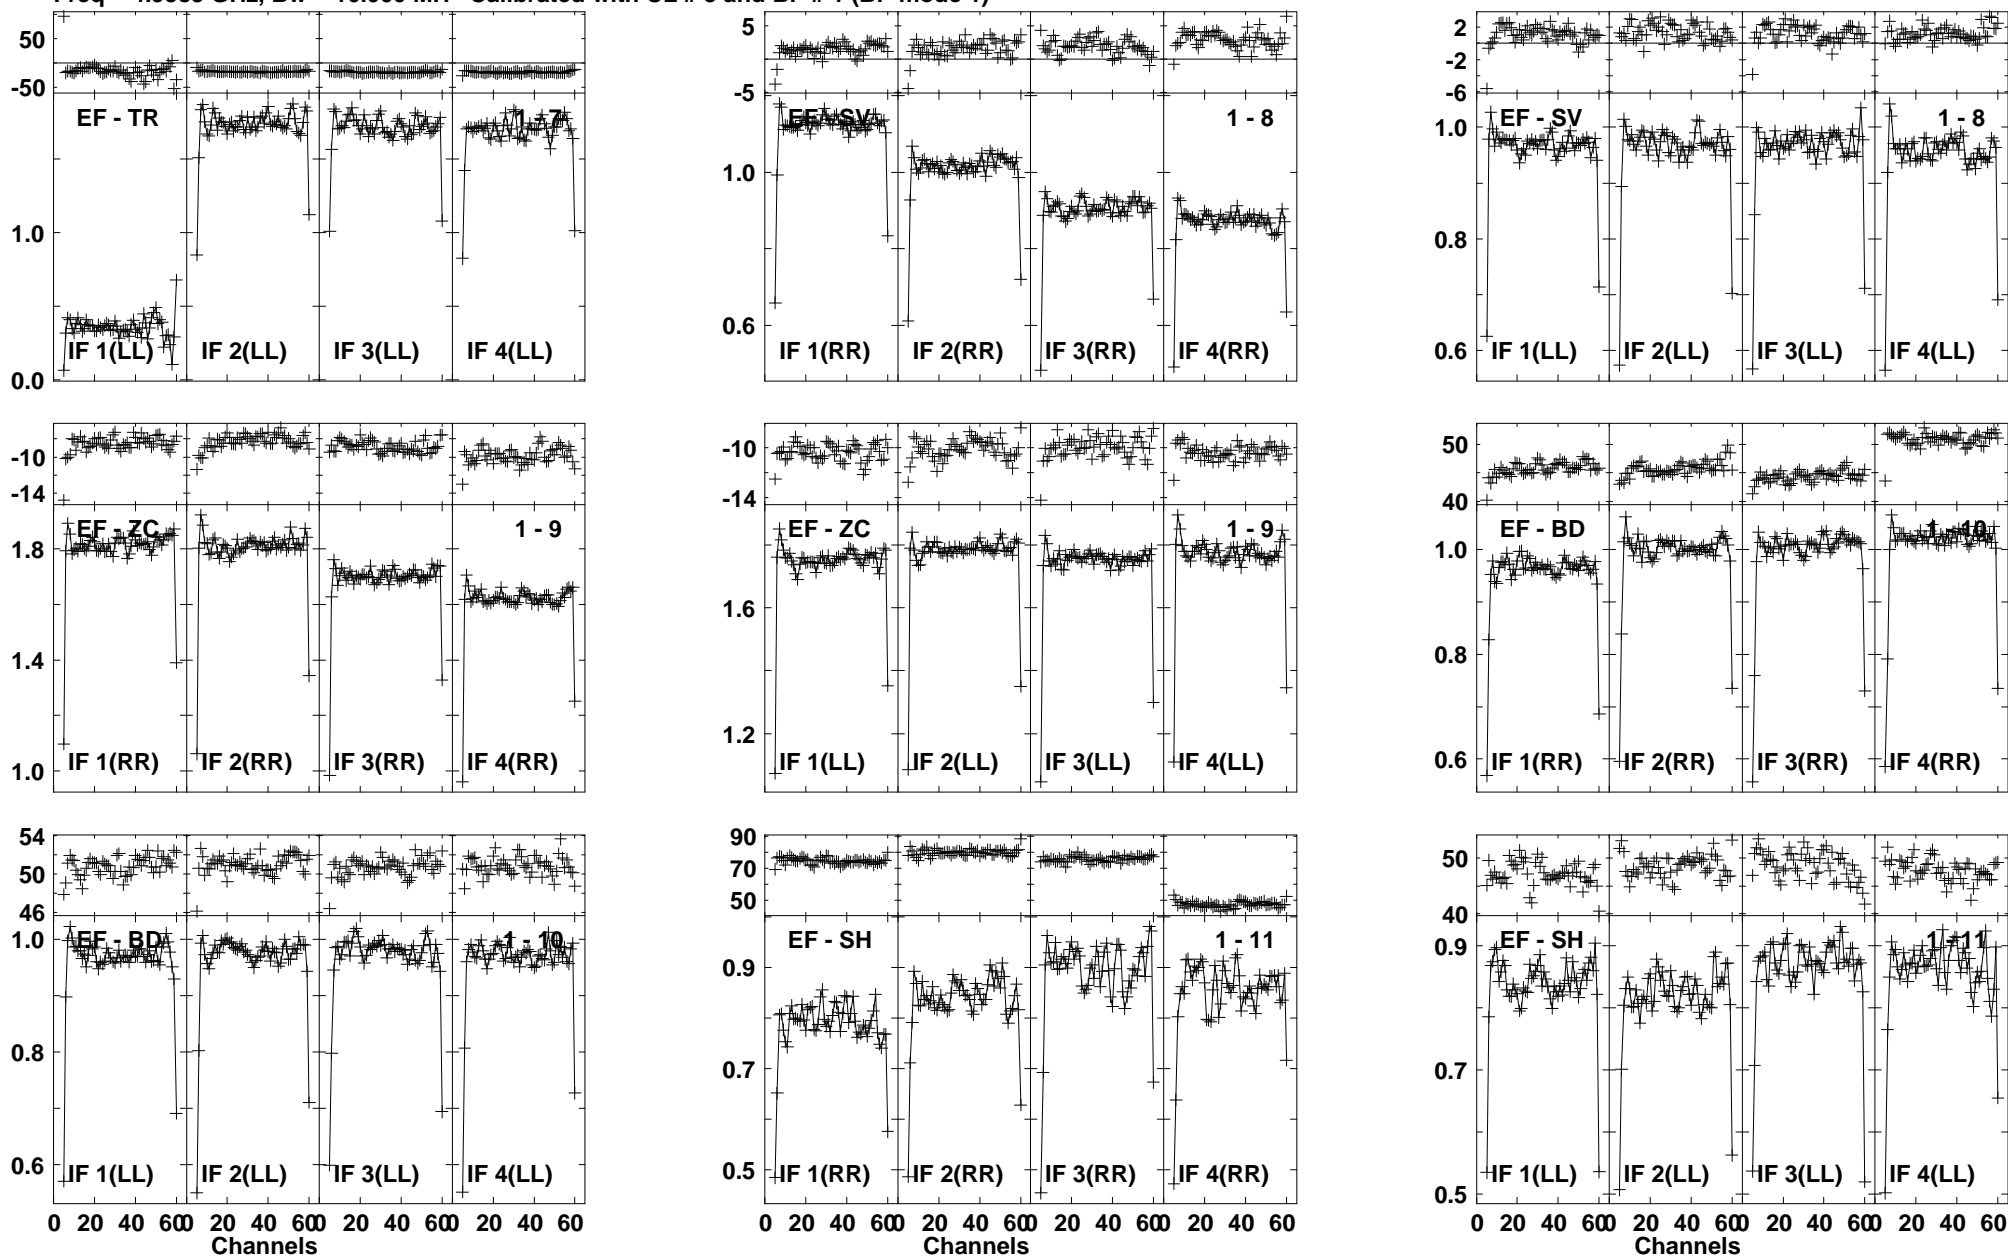 50
-50
EF - TR
1 - 7
1.0
0.0
IF 1(LL) IF 2(LL) IF 3(LL) IF 4(LL)
5
-5
EF - SV
1 - 8
1.0
0.6
IF 1(RR) IF 2(RR) IF 3(RR) IF 4(RR)
2
-2
-6
EF - SV
1 - 8
1.0
0.8
0.6
IF 1(LL) IF 2(LL) IF 3(LL) IF 4(LL)
-10
-14
EF - ZC
1 - 9
1.8
1.4
1.0
IF 1(RR) IF 2(RR) IF 3(RR) IF 4(RR)
-10
-14
EF - ZC
1 - 9
1.6
1.2
IF 1(LL) IF 2(LL) IF 3(LL) IF 4(LL)
50
40
EF - BD
1 - 10
1.0
0.8
0.6
IF 1(RR) IF 2(RR) IF 3(RR) IF 4(RR)
54
50
46
EF - BD
1 - 10
1.0
0.8
0.6
IF 1(LL) IF 2(LL) IF 3(LL) IF 4(LL)
0 20 40 60 0 20 40 60 0 20 40 60 0 20 40 60
Channels
90
70
50
EF - SH
1 - 11
0.9
0.7
0.5
IF 1(RR) IF 2(RR) IF 3(RR) IF 4(RR)
0 20 40 60 0 20 40 60 0 20 40 60 0 20 40 60
Channels
50
40
EF - SH
1 - 11
0.9
0.7
0.5
IF 1(LL) IF 2(LL) IF 3(LL) IF 4(LL)
0 20 40 60 0 20 40 60 0 20 40 60 0 20 40 60
Channels